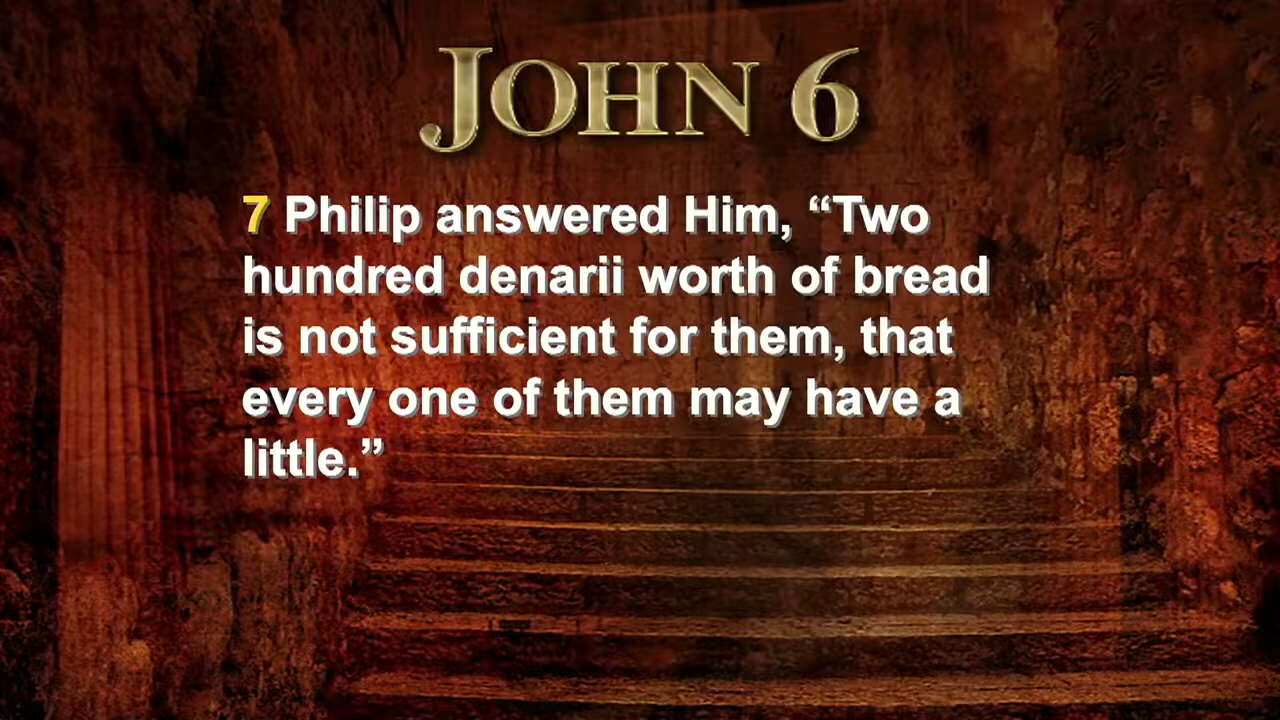 JOHN 6
7 Philip answered Him, “Two
hundred denarii worth of bread
is not sufficient for them, that
every one of them may have a
little.”